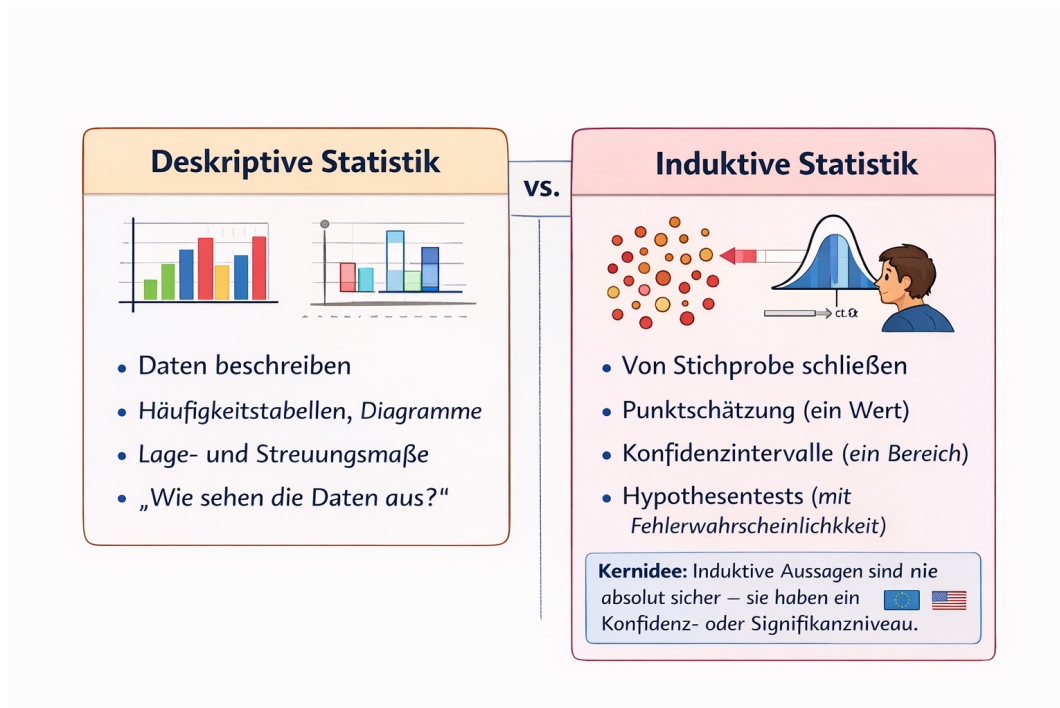 Deskriptive Statistik
• Daten beschreiben
• Häufigkeitstabellen, Diagramme
• Lage- und Streuungsmaße
• „Wie sehen die Daten aus?“
vs.
Induktive Statistik
• Von Stichprobe schließen
• Punktschätzung (ein Wert)
• Konfidenzintervalle (ein Bereich)
• Hypothesentests (mit
Fehlerwahrscheinlichkkeit)
Kernidee: Induktive Aussagen sind nie
absolut sicher – sie haben ein
Konfidenz- oder Signifikanzniveau.